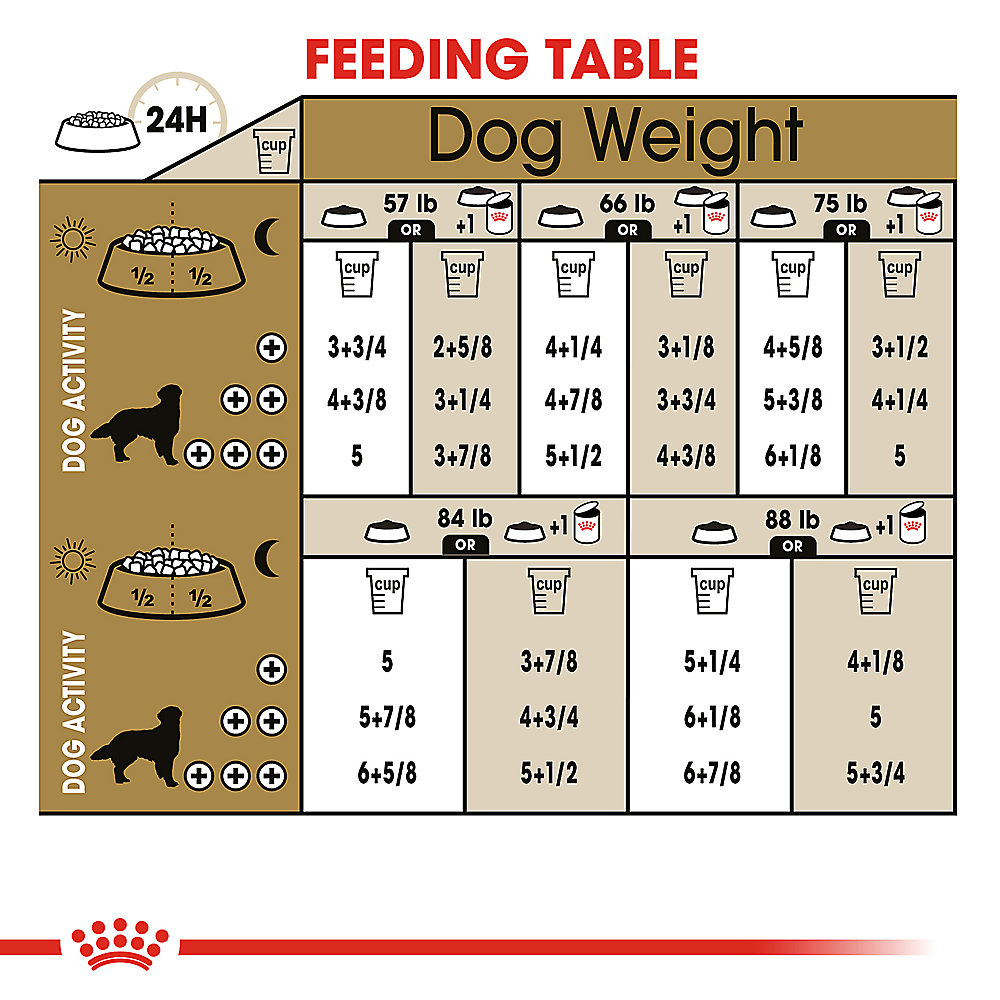 FEEDING TABLE
24H
cup
Dog Weight
57 lb OR +1
66 lb OR +1
75 lb OR +1
1/2 1/2
cup cup cup cup cup cup
DOG ACTIVITY
+ 3+3/4 2+5/8 4+1/4 3+1/8 4+5/8 3+1/2
+ + 4+3/8 3+1/4 4+7/8 3+3/4 5+3/8 4+1/4
+ + + 5 3+7/8 5+1/2 4+3/8 6+1/8 5
84 lb OR +1
88 lb OR +1
1/2 1/2
cup cup cup cup
DOG ACTIVITY
+ 5 3+7/8 5+1/4 4+1/8
+ + 5+7/8 4+3/4 6+1/8 5
+ + + 6+5/8 5+1/2 6+7/8 5+3/4